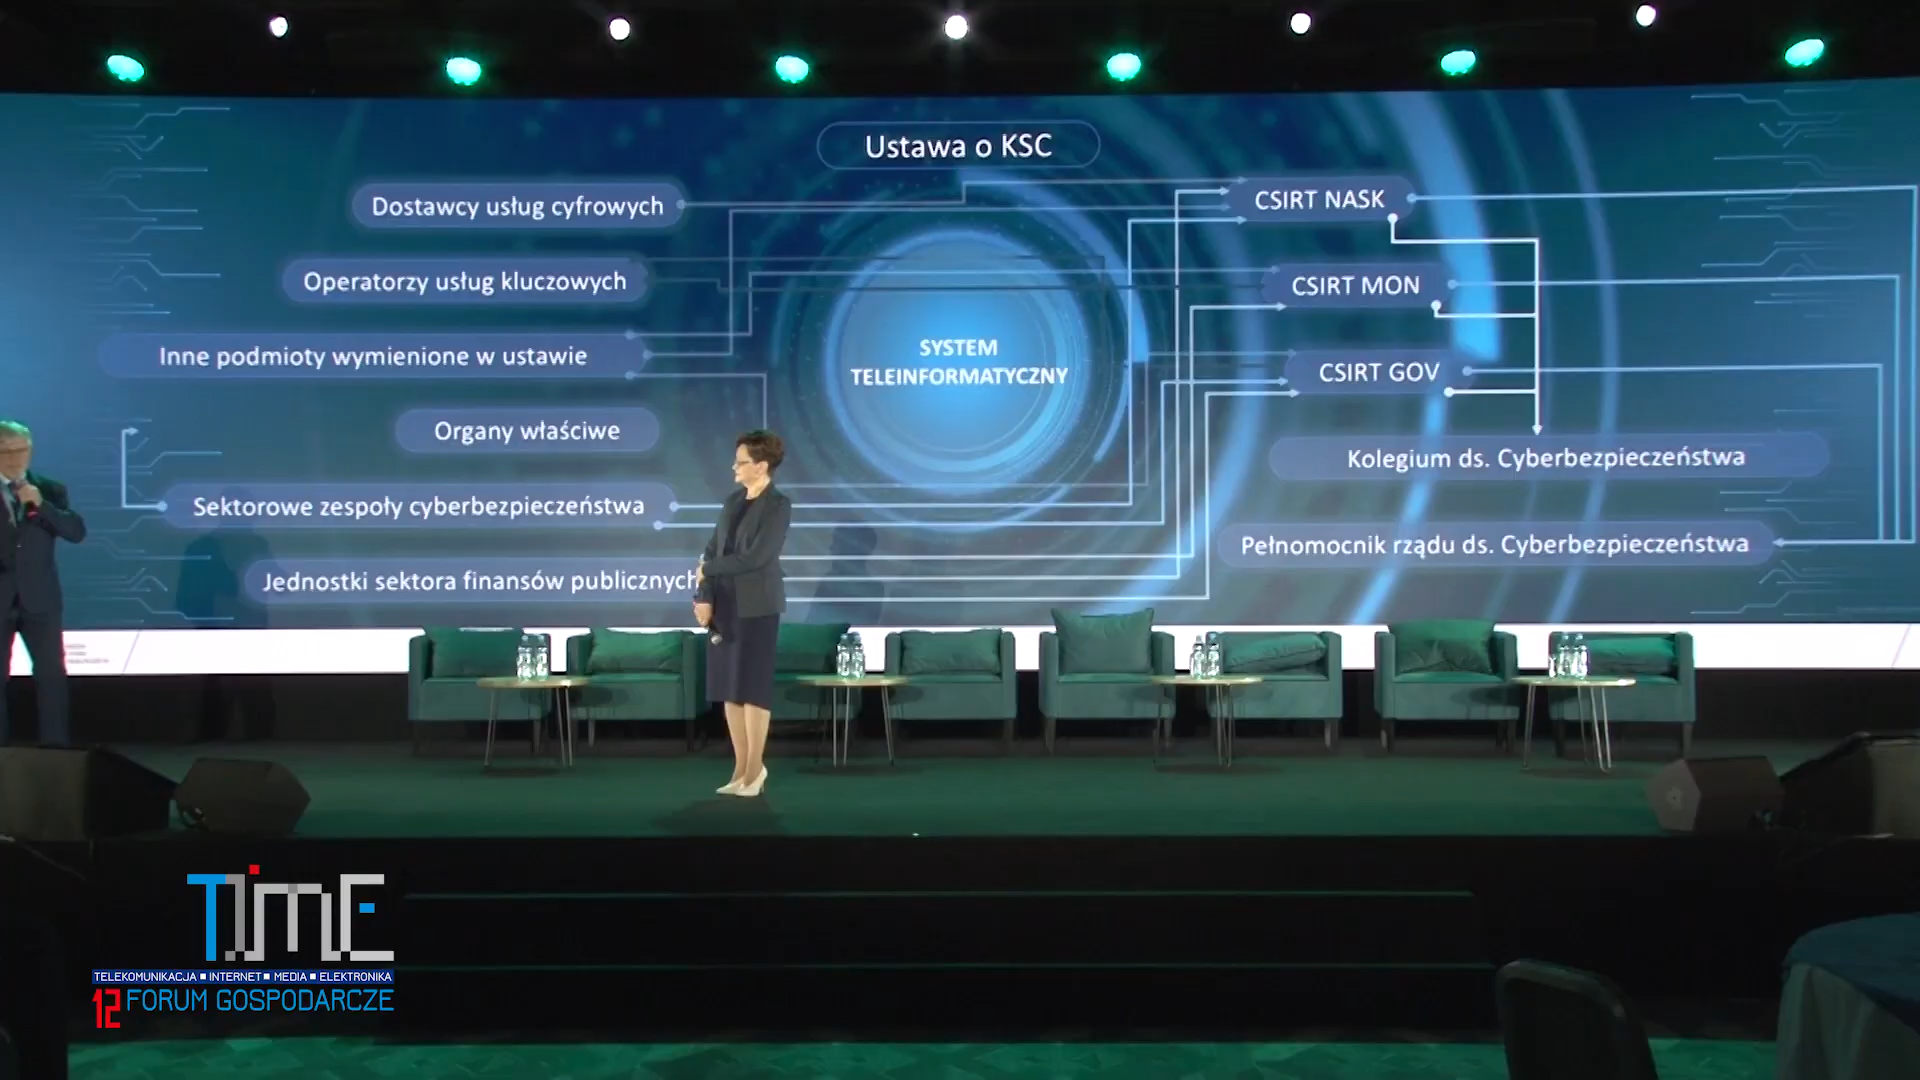 Ustawa o KSC
Dostawcy usług cyfrowych
Operatorzy usług kluczowych
Inne podmioty wymienione w ustawie
Organy właściwe
Sektorowe zespoły cyberbezpieczeństwa
Jednostki sektora finansów publicznych
SYSTEM
TELEINFORMATYCZNY
CSIRT NASK
CSIRT MON
CSIRT GOV
Kolegium ds. Cyberbezpieczeństwa
Pełnomocnik rządu ds. Cyberbezpieczeństwa
TIME
TELEKOMUNIKACJA ▪ INTERNET ▪ MEDIA ▪ ELEKTRONIKA
12 FORUM GOSPODARCZE